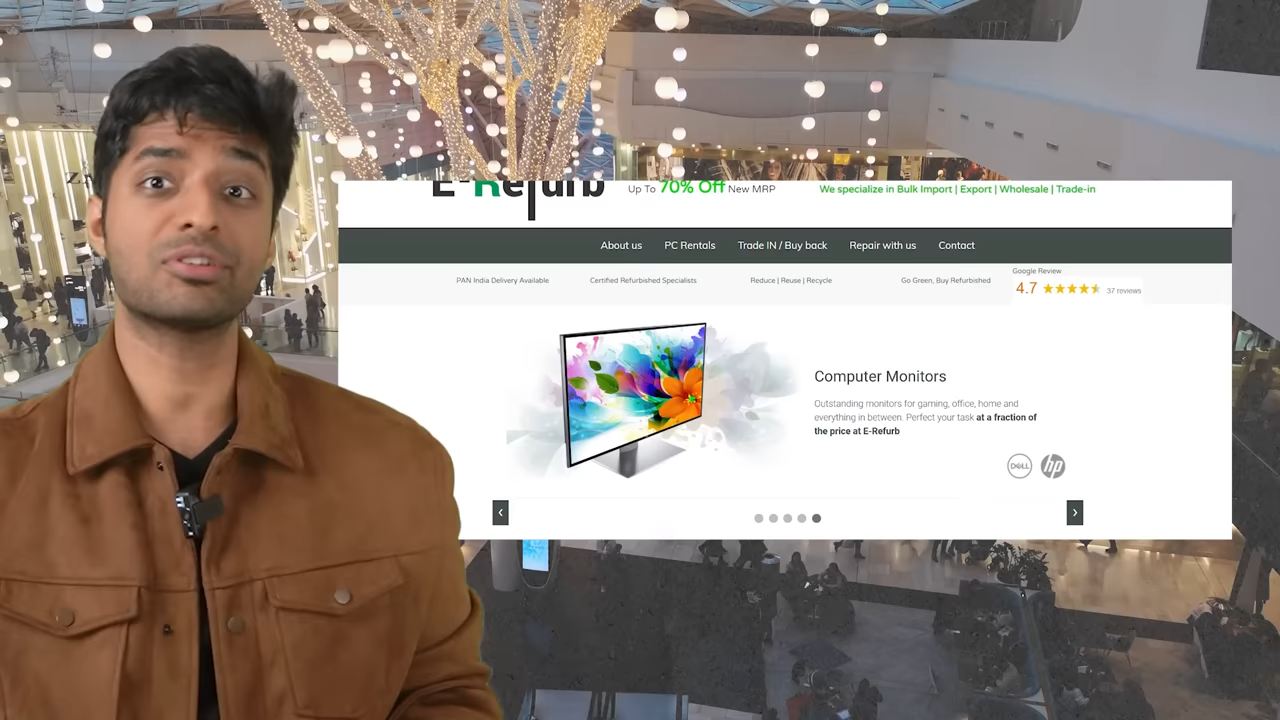 E-Refurb
Up To 70% Off New MRP
We specialize in Bulk Import | Export | Wholesale | Trade-in
About us
PC Rentals
Trade IN / Buy back
Repair with us
Contact
PAN India Delivery Available
Certified Refurbished Specialists
Reduce | Reuse | Recycle
Go Green, Buy Refurbished
Google Review
4.7
37 reviews
Computer Monitors
Outstanding monitors for gaming, office, home and
everything in between. Perfect your task at a fraction of
the price at E-Refurb
DELL
hp